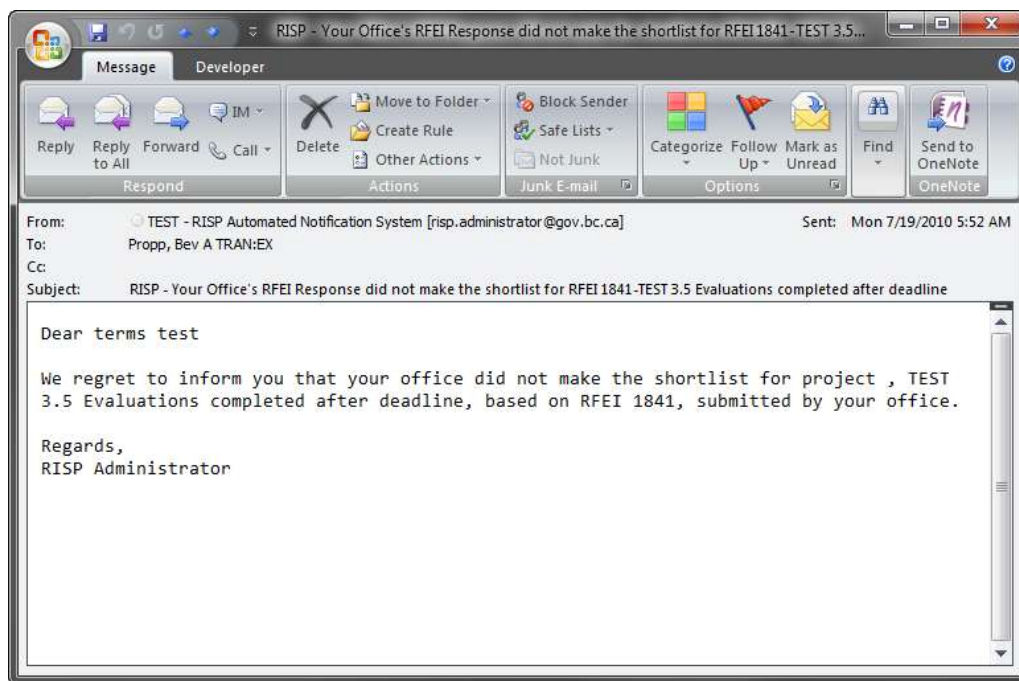 RISP - Your Office's RFEI Response did not make the shortlist for RFEI 1841-TEST 3.5...
Message Developer
Reply
Reply to All
Forward
IM
Call
Respond
Delete
Move to Folder
Create Rule
Other Actions
Actions
Block Sender
Safe Lists
Not Junk
Junk E-mail
Categorize
Follow Up
Mark as Unread
Options
Find
Send to OneNote
OneNote
From: TEST - RISP Automated Notification System [risp.administrator@gov.bc.ca] Sent: Mon 7/19/2010 5:52 AM
To: Propp, Bev A TRAN:EX
Cc:
Subject: RISP - Your Office's RFEI Response did not make the shortlist for RFEI 1841-TEST 3.5 Evaluations completed after deadline
Dear terms test
We regret to inform you that your office did not make the shortlist for project , TEST
3.5 Evaluations completed after deadline, based on RFEI 1841, submitted by your office.
Regards,
RISP Administrator